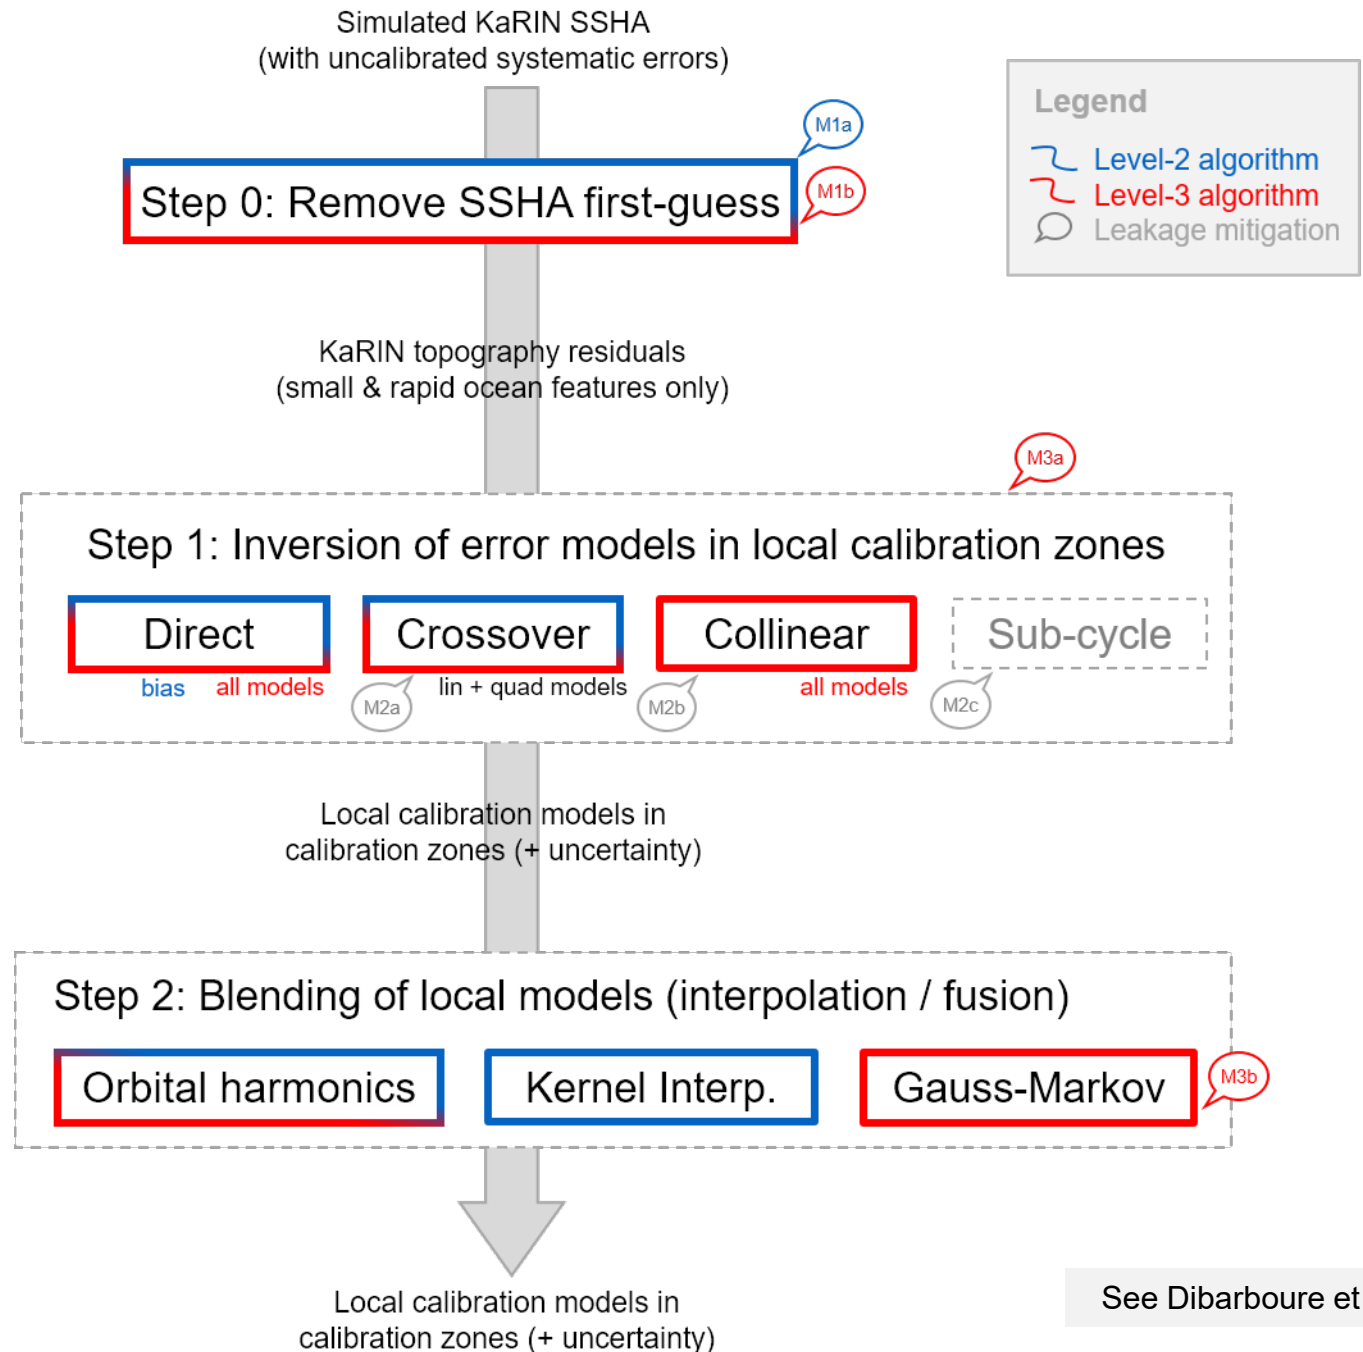 Simulated KaRIN SSHA
(with uncalibrated systematic errors)
M1a
Legend
Level-2 algorithm
Level-3 algorithm
Leakage mitigation
Step 0: Remove SSHA first-guess
M1b
KaRIN topography residuals
(small & rapid ocean features only)
M3a
Step 1: Inversion of error models in local calibration zones
Direct
Crossover
Collinear
Sub-cycle
bias
all models
lin + quad models
all models
M2a
M2b
M2c
Local calibration models in
calibration zones (+ uncertainty)
Step 2: Blending of local models (interpolation / fusion)
Orbital harmonics
Kernel Interp.
Gauss-Markov
M3b
Local calibration models in
calibration zones (+ uncertainty)
See Dibarboure et